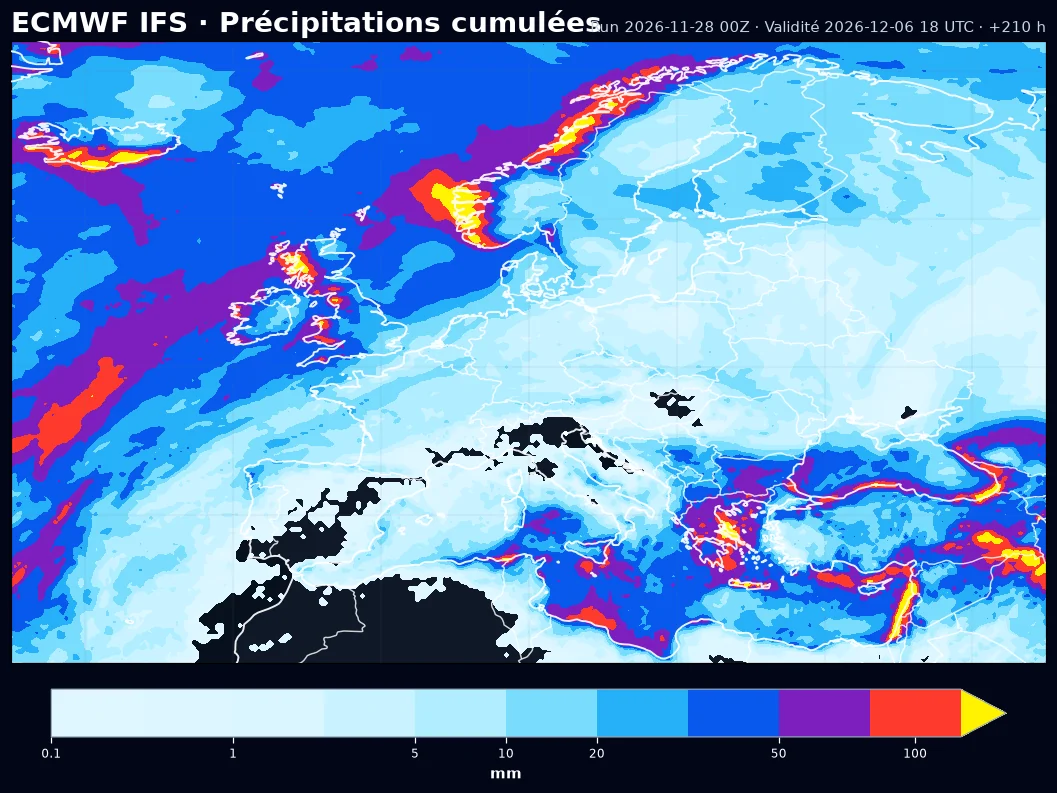 ECMWF IFS · Précipitations cumulées
Run 2026-11-28 00Z · Validité 2026-12-06 18 UTC · +210 h
0.1 1 5 10 20 50 100
mm